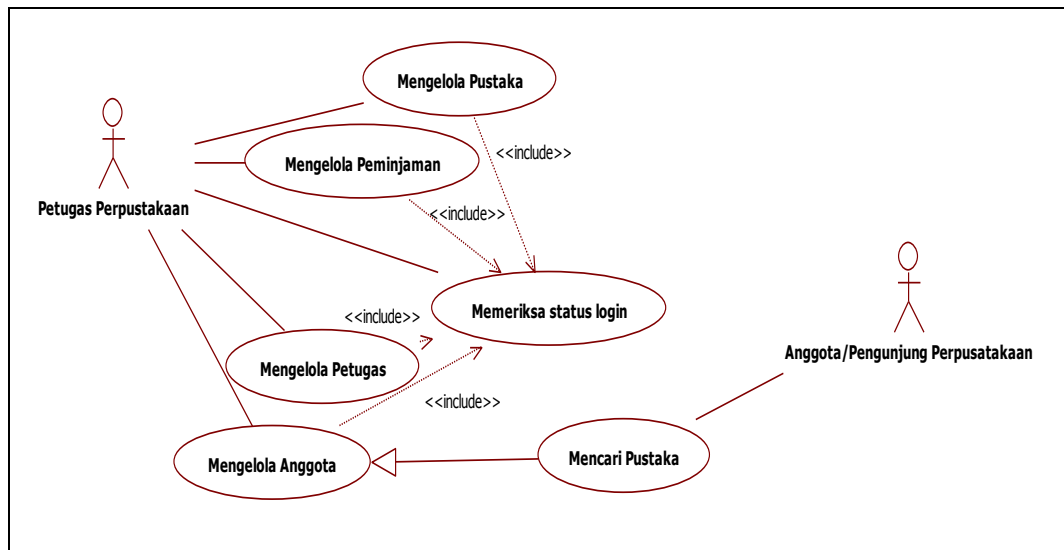 Mengelola Pustaka
<<include>>
Mengelola Peminjaman
Petugas Perpustakaan
<<include>>
Memeriksa status login
<<include>>
Anggota/Pengunjung Perpusatakaan
Mengelola Petugas
<<include>>
Mengelola Anggota
Mencari Pustaka